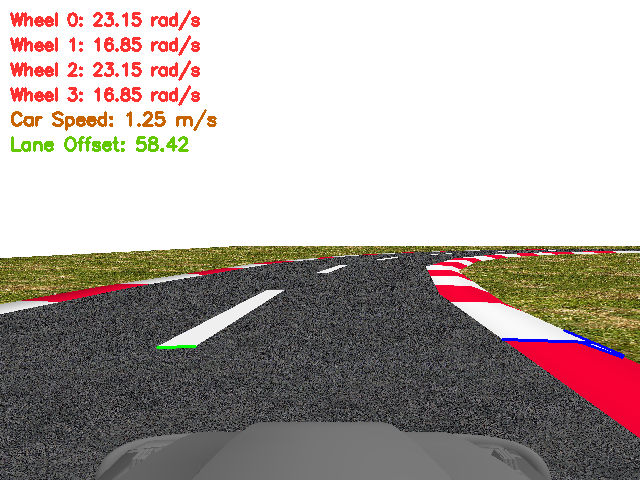 Wheel 0: 23.15 rad/s
Wheel 1: 16.85 rad/s
Wheel 2: 23.15 rad/s
Wheel 3: 16.85 rad/s
Car Speed: 1.25 m/s
Lane Offset: 58.42